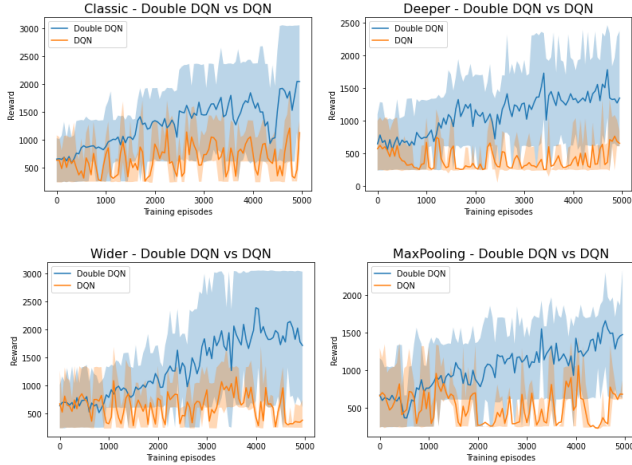 Classic - Double DQN vs DQN
Double DQN
DQN
3000
2500
2000
1500
1000
500
Reward
0 1000 2000 3000 4000 5000
Training episodes
Deeper - Double DQN vs DQN
Double DQN
DQN
2500
2000
1500
1000
500
0
Reward
0 1000 2000 3000 4000 5000
Training episodes
Wider - Double DQN vs DQN
Double DQN
DQN
3000
2500
2000
1500
1000
500
Reward
0 1000 2000 3000 4000 5000
Training episodes
MaxPooling - Double DQN vs DQN
Double DQN
DQN
2000
1500
1000
500
Reward
0 1000 2000 3000 4000 5000
Training episodes